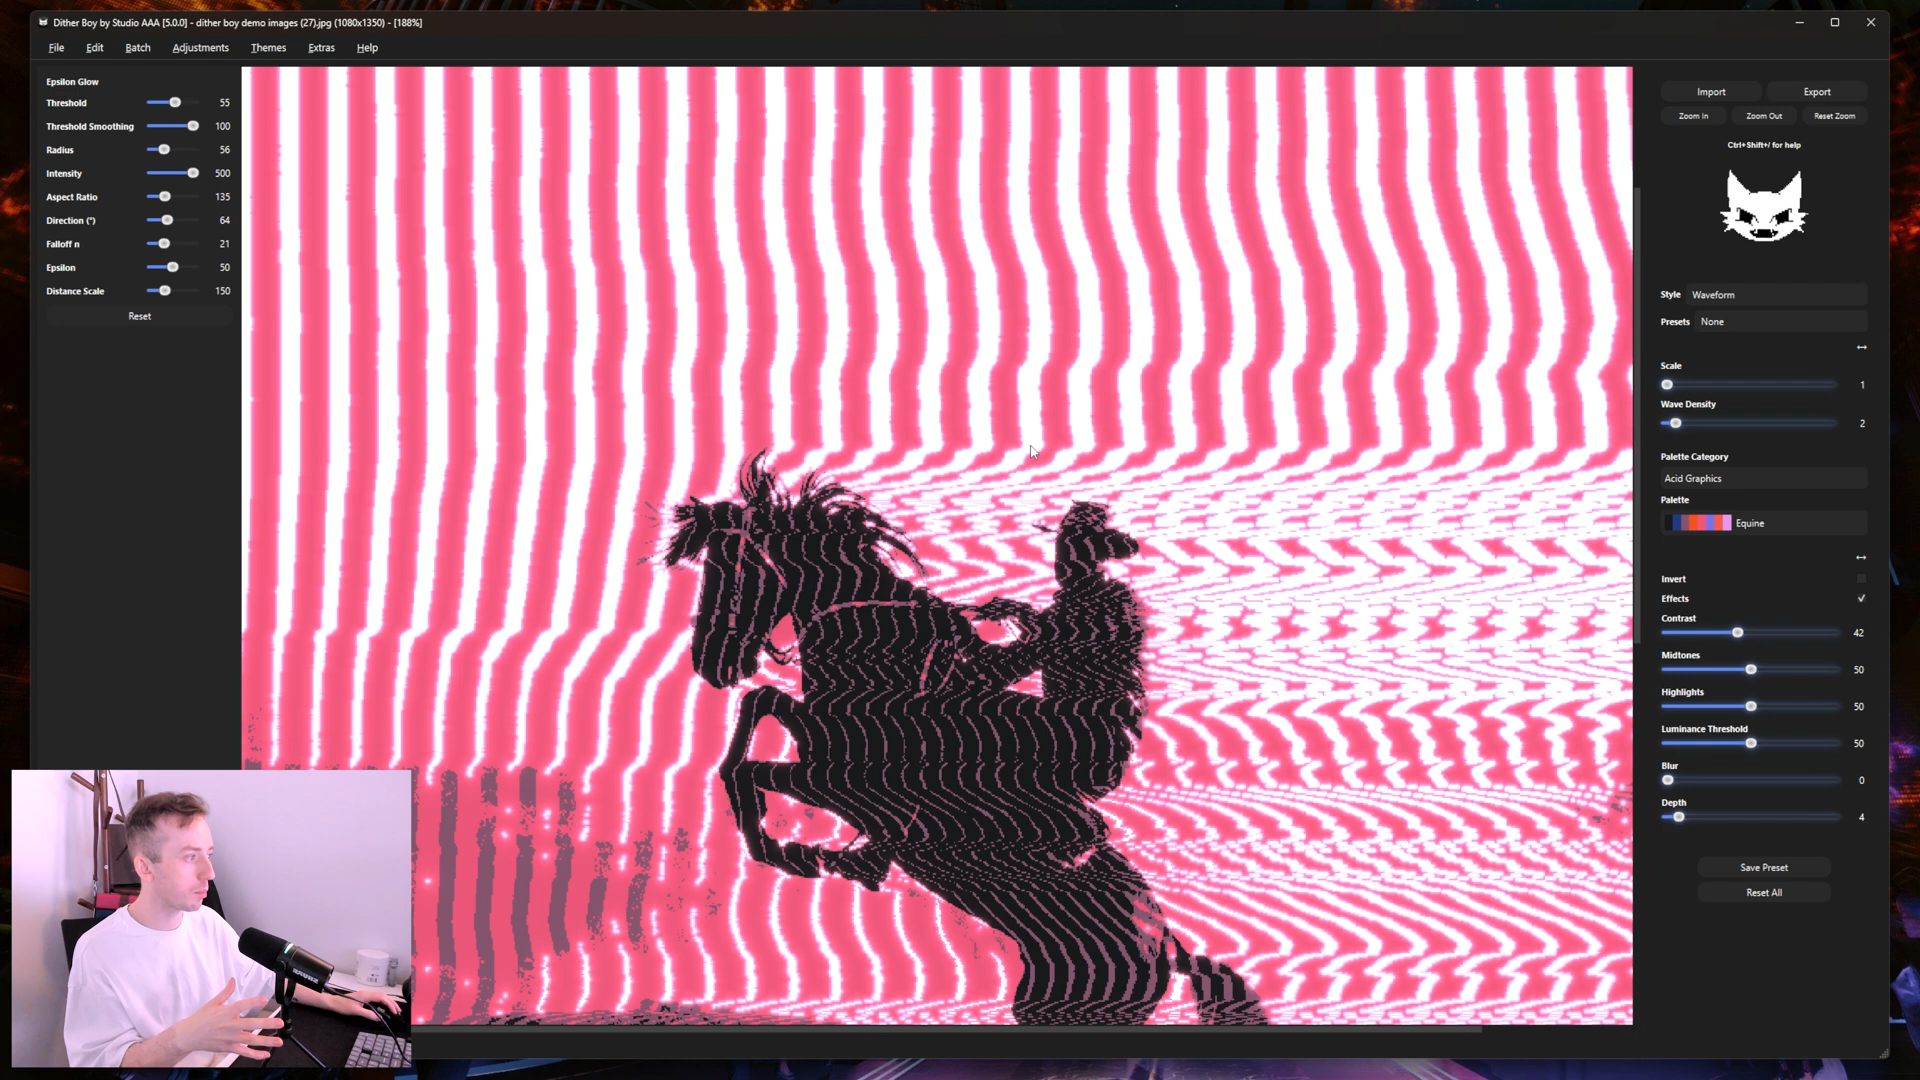 Dither Boy by Studio AAA [5.0.0] - dither boy demo images (27).jpg (1080x1350) - [188%]
File Edit Batch Adjustments Themes Extras Help
Epsilon Glow
Threshold 55
Threshold Smoothing 100
Radius 56
Intensity 500
Aspect Ratio 135
Direction (°) 64
Falloff n 21
Epsilon 50
Distance Scale 150
Reset
Import Export
Zoom In Zoom Out Reset Zoom
Ctrl+Shift+/ for help
Style Waveform
Presets None
Scale
1
Wave Density
2
Palette Category
Acid Graphics
Palette
Equine
Invert
Effects
Contrast
42
Midtones
50
Highlights
50
Luminance Threshold
50
Blur
0
Depth
4
Save Preset
Reset All